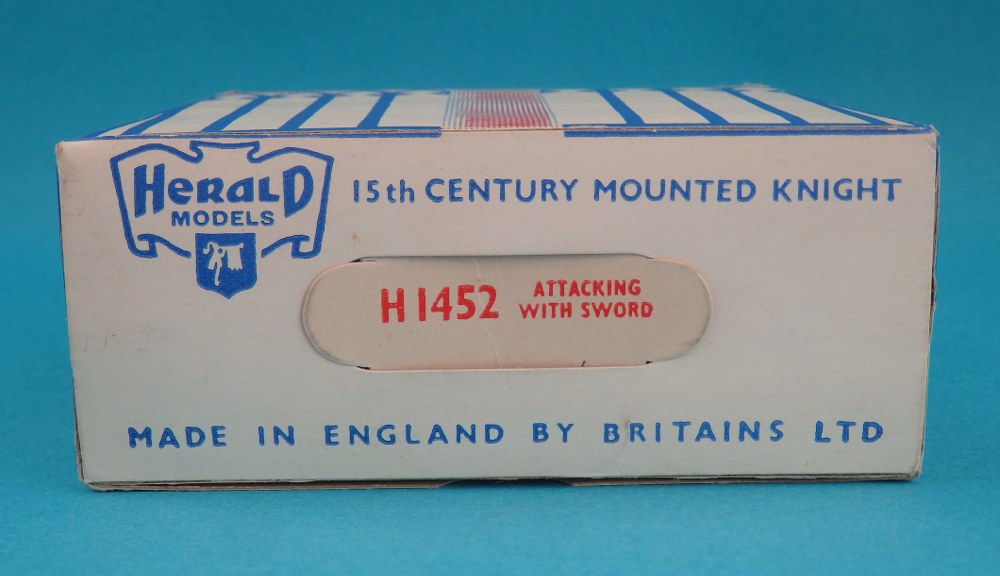 HERALD
MODELS
15th CENTURY MOUNTED KNIGHT
H1452 ATTACKING
WITH SWORD
MADE IN ENGLAND BY BRITAINS LTD